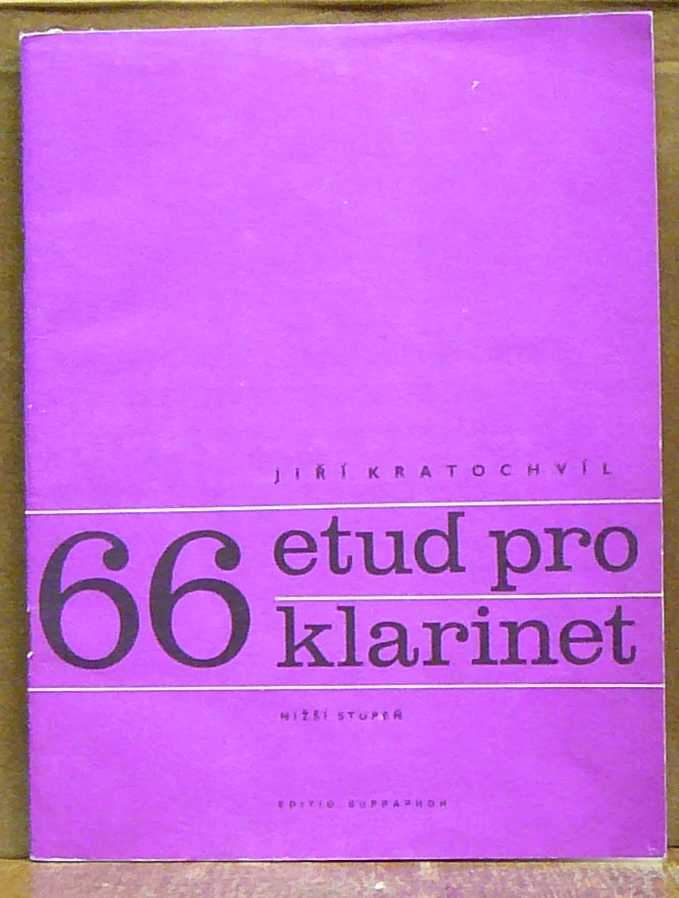 JIŘÍ KRATOCHVÍL
66 etud pro
klarinet
NIŽŠÍ STUPEŇ
EDITIO SUPRAPHON